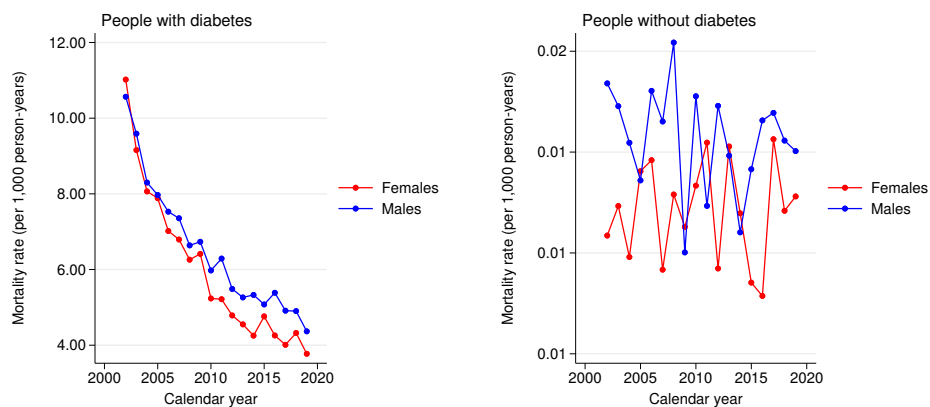 People with diabetes
Mortality rate (per 1,000 person-years)
12.00
10.00
8.00
6.00
4.00
2000
2005
2010
2015
2020
Calendar year
Females
Males
People without diabetes
Mortality rate (per 1,000 person-years)
0.02
0.01
0.01
0.01
2000
2005
2010
2015
2020
Calendar year
Females
Males